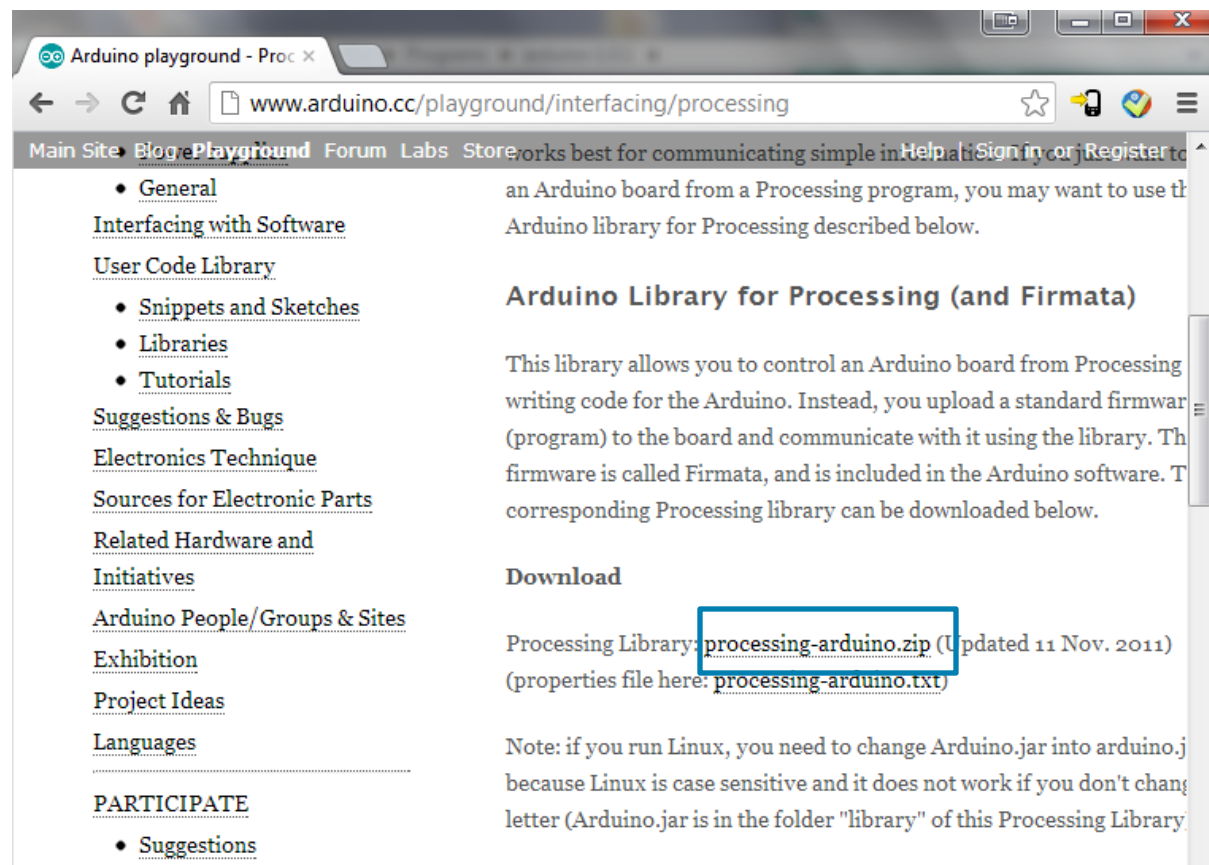 Arduino playground - Proc
www.arduino.cc/playground/interfacing/processing
Main Site Blog Playground Forum Labs Store Help | Sign in or Register
• General
Interfacing with Software
User Code Library
• Snippets and Sketches
• Libraries
• Tutorials
Suggestions & Bugs
Electronics Technique
Sources for Electronic Parts
Related Hardware and
Initiatives
Arduino People/Groups & Sites
Exhibition
Project Ideas
Languages
PARTICIPATE
• Suggestions
works best for communicating simple
an Arduino board from a Processing program, you may want to use th
Arduino library for Processing described below.
Arduino Library for Processing (and Firmata)
This library allows you to control an Arduino board from Processing
writing code for the Arduino. Instead, you upload a standard firmwar
(program) to the board and communicate with it using the library. Th
firmware is called Firmata, and is included in the Arduino software. T
corresponding Processing library can be downloaded below.
Download
Processing Library: processing-arduino.zip (Updated 11 Nov. 2011)
(properties file here: processing-arduino.txt)
Note: if you run Linux, you need to change Arduino.jar into arduino.j
because Linux is case sensitive and it does not work if you don't chang
letter (Arduino.jar is in the folder "library" of this Processing Library